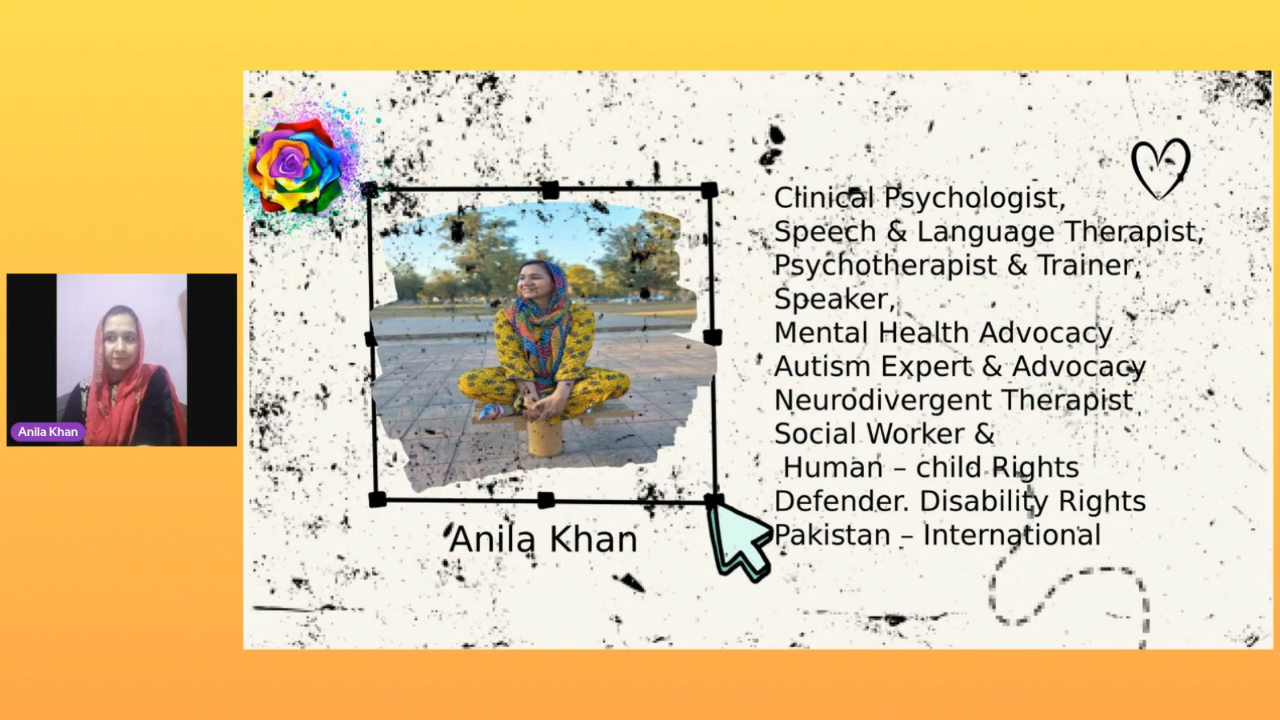 Clinical Psychologist,
Speech & Language Therapist,
Psychotherapist & Trainer,
Speaker,
Mental Health Advocacy
Autism Expert & Advocacy
Neurodivergent Therapist
Social Worker &
Human – child Rights
Defender. Disability Rights
Pakistan – International
Anila Khan
Anila Khan